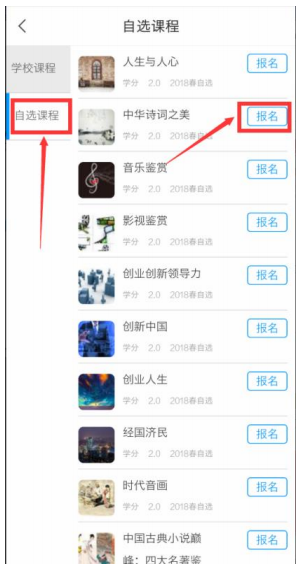 自选课程
学校课程
自选课程
人生与人心
报名
学分 2.0 2018春自选
中华诗词之美
报名
学分 2.0 2018春自选
音乐鉴赏
报名
学分 2.0 2018春自选
影视鉴赏
报名
学分 2.0 2018春自选
创业创新领导力
报名
学分 2.0 2018春自选
创新中国
报名
学分 2.0 2018春自选
创业人生
报名
学分 2.0 2018春自选
经国济民
报名
学分 2.0 2018春自选
时代音画
报名
学分 2.0 2018春自选
中国古典小说巅
报名
峰：四大名著鉴